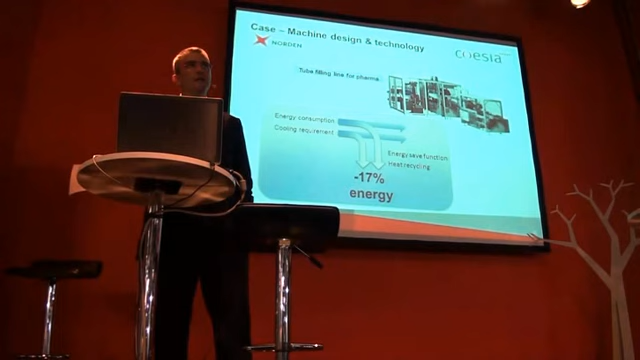 Case – Machine design & technology
NORDEN
coesia
Tube filling line for pharma
Energy consumption
Cooling requirement
Energy save function
Heat recycling
-17%
energy